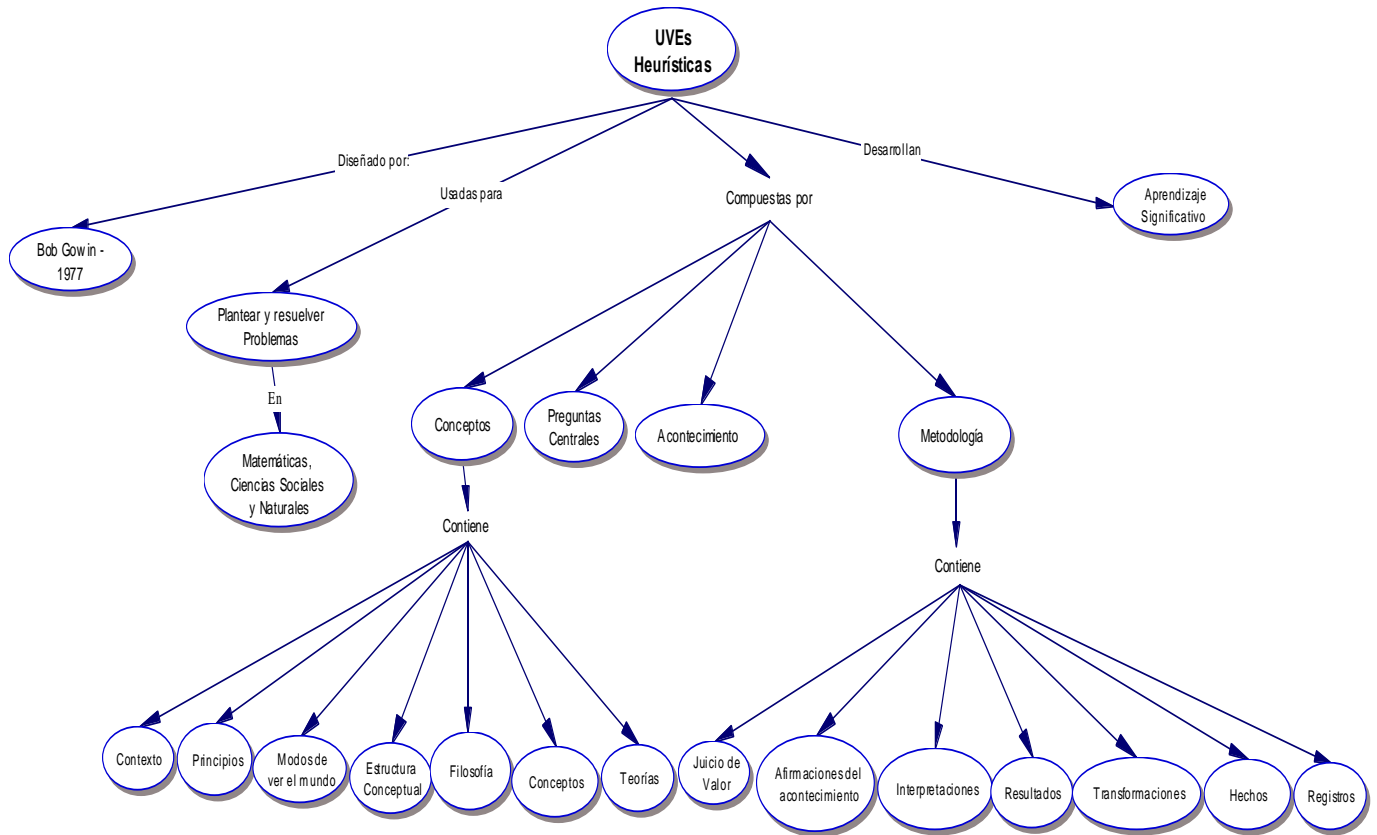 UVEs
Heurísticas
Diseñado por:
Usadas para
Compuestas por
Desarrollan
Aprendizaje
Significativo
Bob Gowin -
1977
Plantear y resuelver
Problemas
En
Matemáticas,
Ciencias Sociales
y Naturales
Conceptos
Preguntas
Centrales
Acontecimiento
Metodología
Contiene
Contiene
Contexto
Principios
Modos de
ver el mundo
Estructura
Conceptual
Filosofía
Conceptos
Teorías
Juicio de
Valor
Afirmaciones del
acontecimiento
Interpretaciones
Resultados
Transformaciones
Hechos
Registros